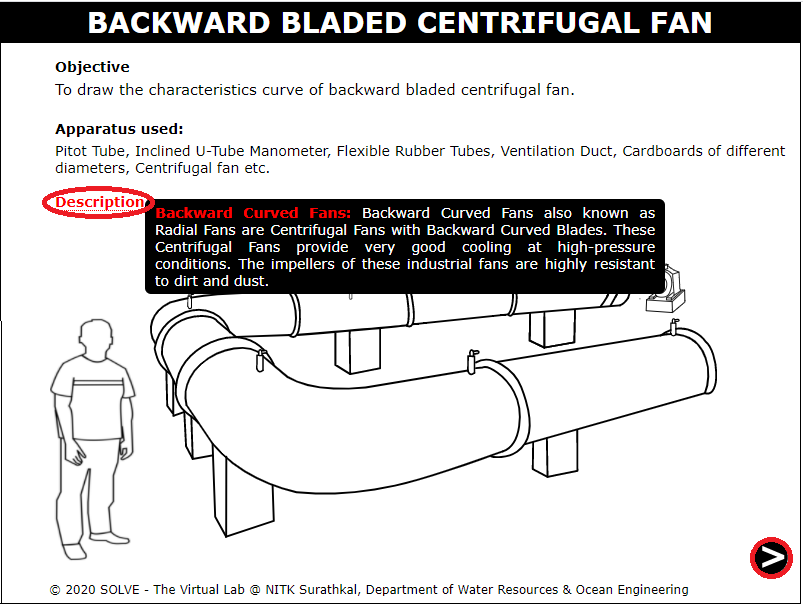 BACKWARD BLADED CENTRIFUGAL FAN
Objective
To draw the characteristics curve of backward bladed centrifugal fan.
Apparatus used:
Pitot Tube, Inclined U-Tube Manometer, Flexible Rubber Tubes, Ventilation Duct, Cardboards of different
diameters, Centrifugal fan etc.
Description
Backward Curved Fans: Backward Curved Fans also known as
Radial Fans are Centrifugal Fans with Backward Curved Blades. These
Centrifugal Fans provide very good cooling at high-pressure
conditions. The impellers of these industrial fans are highly resistant
to dirt and dust.
>
© 2020 SOLVE - The Virtual Lab @ NITK Surathkal, Department of Water Resources & Ocean Engineering